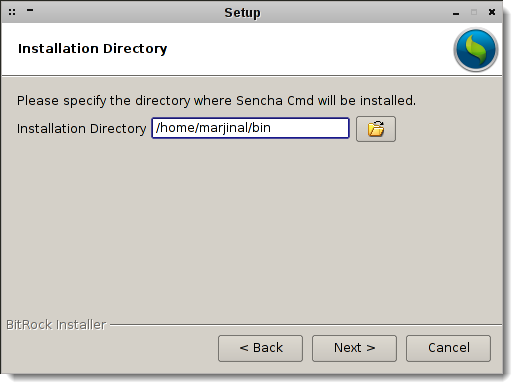 Setup
Installation Directory
Please specify the directory where Sencha Cmd will be installed.
Installation Directory /home/marjinal/bin
BitRock Installer
< Back Next > Cancel